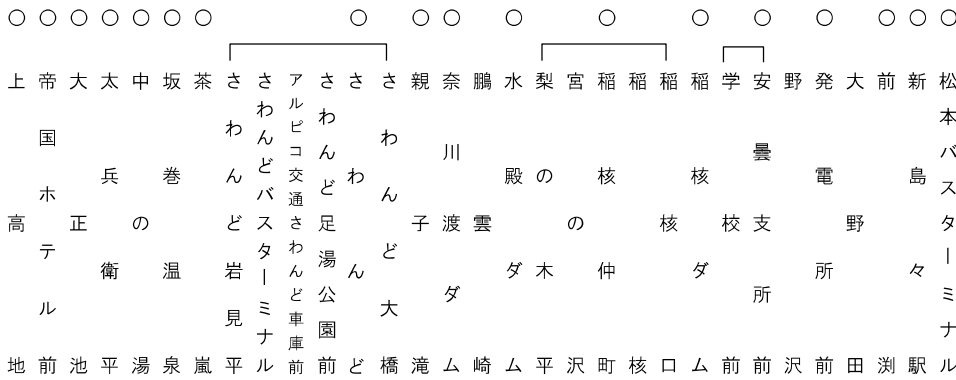 松本バスターミナル
新島々駅
前渕
大野田
発電所前
野沢
安曇支所前
学校前
稲核ダム
稲核口
稲核
稲核仲町
宮の沢
梨の木平
水殿ダム
鵬雲崎
奈川渡ダム
親子滝
さわんど大橋
さわんど
さわんど足湯公園前
アルピコ交通さわんど車庫前
さわんどバスターミナル
さわんど岩見平
茶嵐
坂巻温泉
中の湯
太兵衛平
大正池
帝国ホテル前
上高地